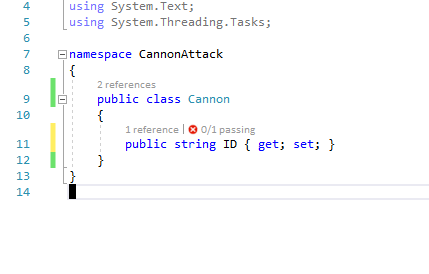 4 using System.Text;
5 using System.Threading.Tasks;
6
7 namespace CannonAttack
8 {
2 references
9 public class Cannon
10 {
1 reference | 0/1 passing
11 public string ID { get; set; }
12 }
13 }
14